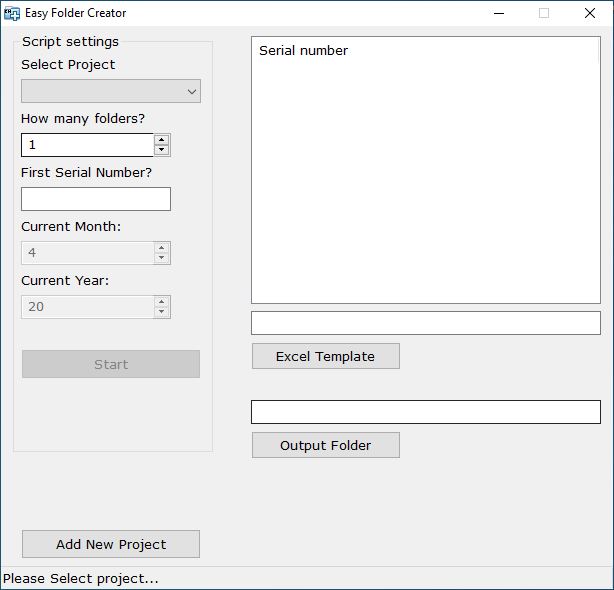 Easy Folder Creator
Script settings
Select Project
How many folders?
1
First Serial Number?
Current Month:
4
Current Year:
20
Start
Add New Project
Serial number
Excel Template
Output Folder
Please Select project...